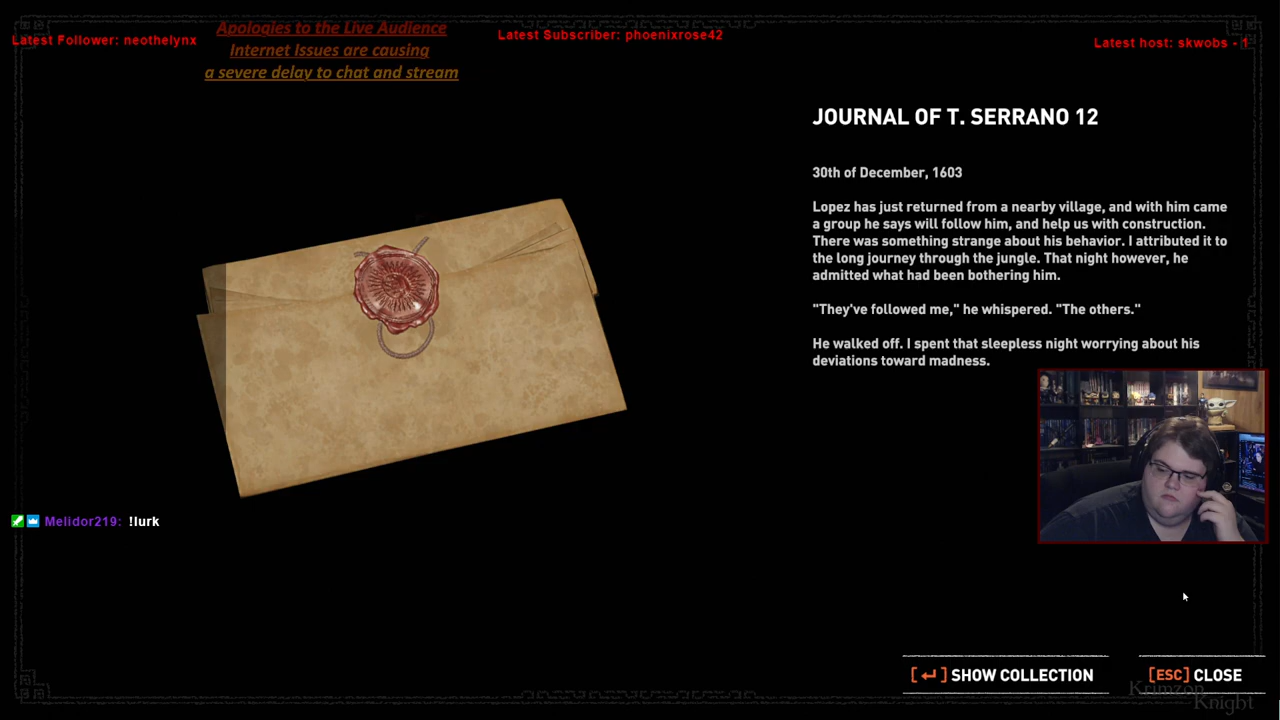 Apologies to the Live Audience
Internet Issues are causing
a severe delay to chat and stream
Latest Follower: neothelynx
Latest Subscriber: phoenixrose42
Latest host: skwobs - 1
JOURNAL OF T. SERRANO 12
30th of December, 1603
Lopez has just returned from a nearby village, and with him came
a group he says will follow him, and help us with construction.
There was something strange about his behavior. I attributed it to
the long journey through the jungle. That night however, he
admitted what had been bothering him.
"They've followed me," he whispered. "The others."
He walked off. I spent that sleepless night worrying about his
deviations toward madness.
Melidor219: !lurk
[↵] SHOW COLLECTION
[ESC] CLOSE
Krimzon
Knight